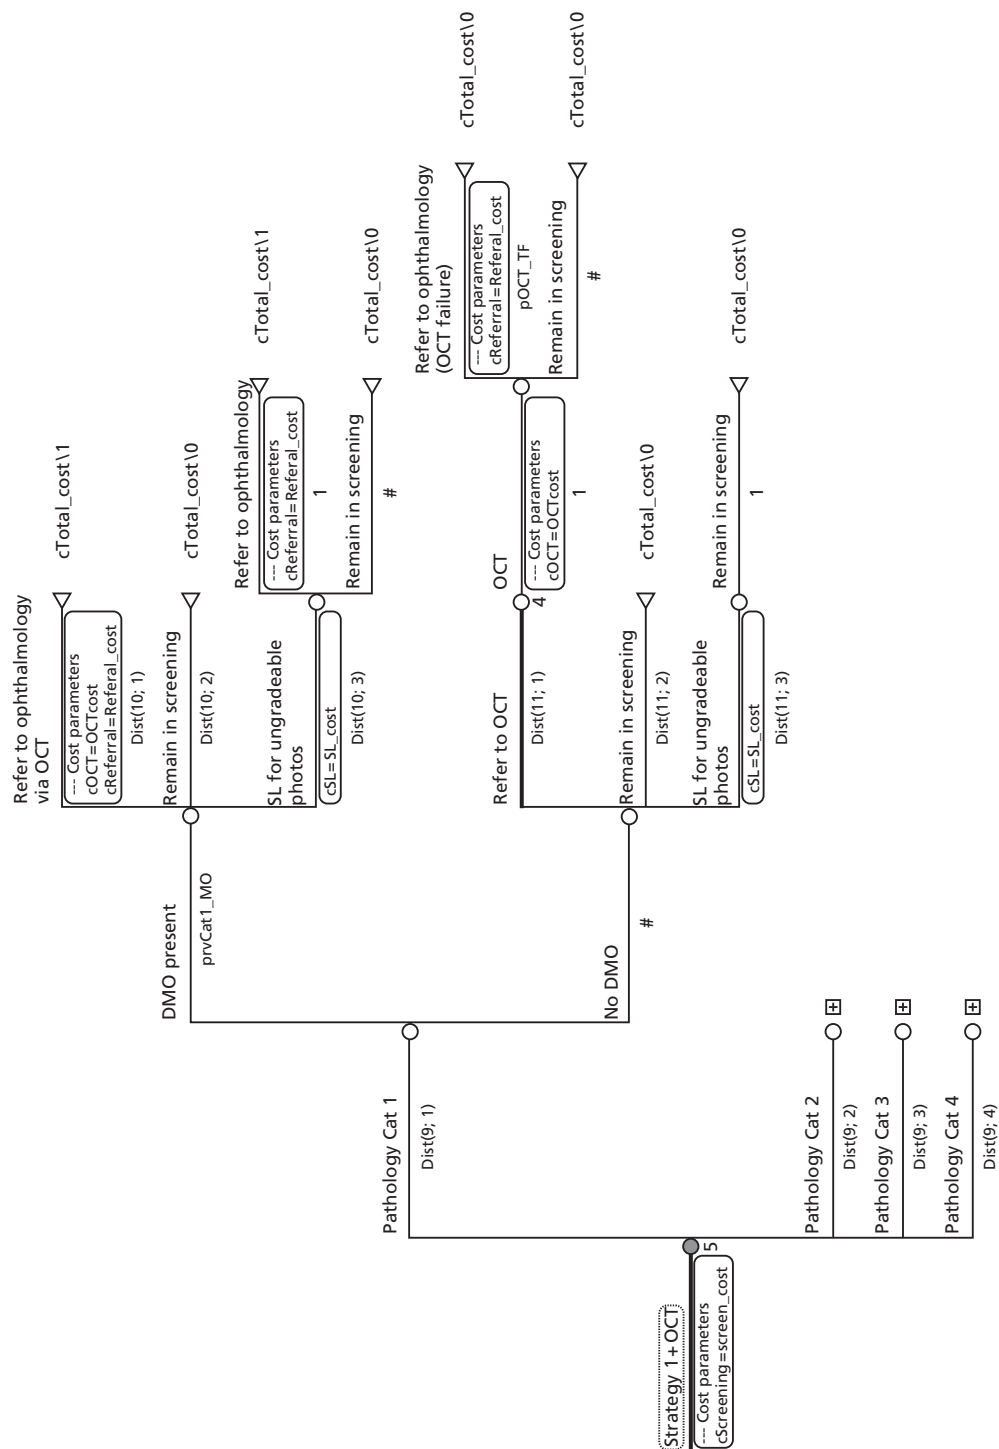 Strategy 1+OCT
--- Cost parameters
cScreening=screen_cost
5
Pathology Cat 1
Dist(9; 1)
DMO present
prvCat1_MO
Refer to ophthalmology
via OCT
--- Cost parameters
cOCT=OCTcost
cReferral=Referal_cost
Dist(10; 1)
cTotal_cost\1
Remain in screening
Dist(10; 2)
cTotal_cost\0
SL for ungradeable
photos
cSL= SL_cost
Dist(10; 3)
Refer to ophthalmology
--- Cost parameters
cReferral=Referal_cost
1
cTotal_cost\1
Remain in screening
#
cTotal_cost\0
No DMO
#
Refer to OCT
Dist(11; 1)
4
OCT
--- Cost parameters
cOCT=OCTcost
1
Refer to ophthalmology
(OCT failure)
--- Cost parameters
cReferral=Referal_cost
pOCT_TF
cTotal_cost\0
Remain in screening
#
cTotal_cost\0
Remain in screening
Dist(11; 2)
cTotal_cost\0
SL for ungradeable
photos
cSL=SL_cost
Dist(11; 3)
Remain in screening
1
cTotal_cost\0
Pathology Cat 2
Dist(9; 2)
Pathology Cat 3
Dist(9; 3)
Pathology Cat 4
Dist(9; 4)